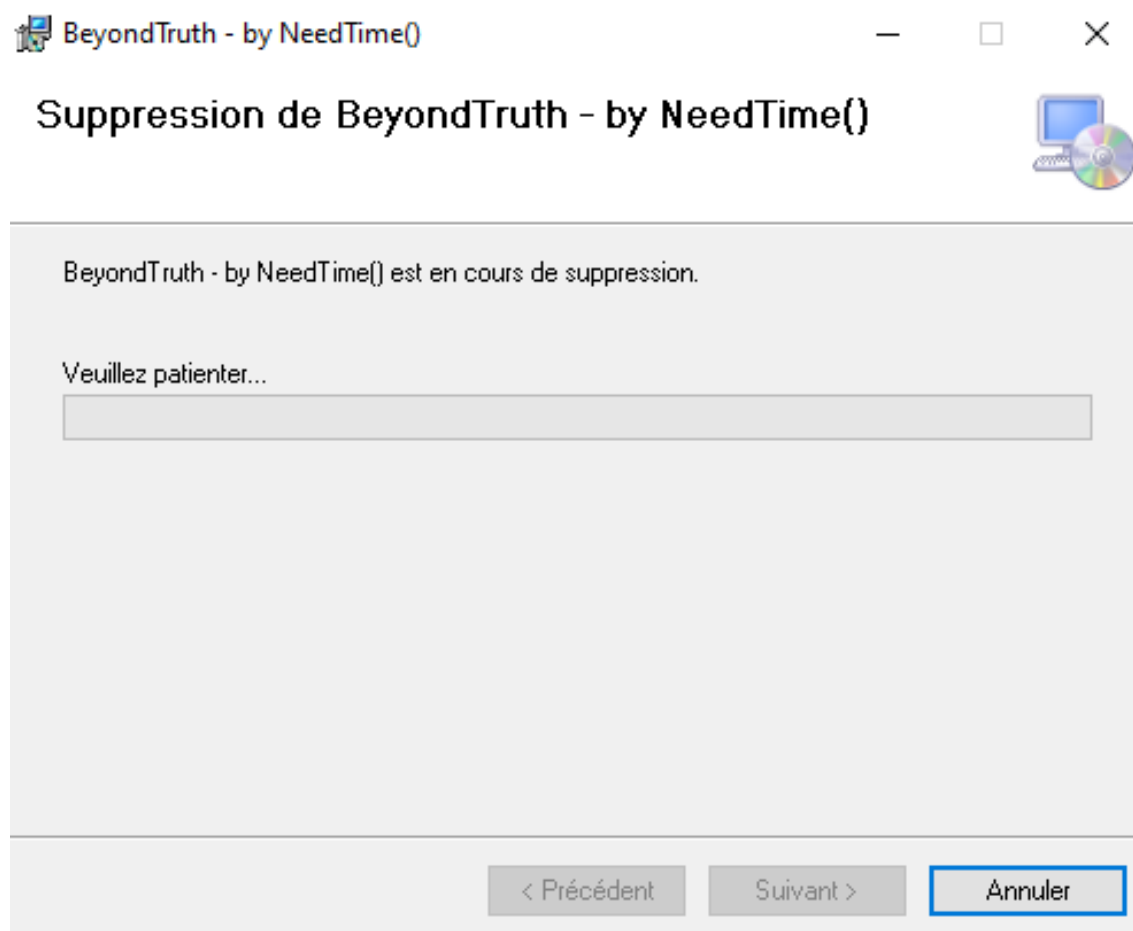 BeyondTruth - by NeedTime()
Suppression de BeyondTruth - by NeedTime()
BeyondTruth - by NeedTime() est en cours de suppression.
Veuillez patienter...
< Précédent
Suivant >
Annuler